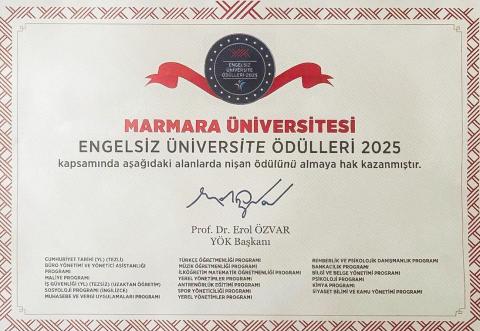 ENGELSİZ
ÜNİVERSİTE
ÖDÜLLERİ 2025
MARMARA ÜNİVERSİTESİ
ENGELSİZ ÜNİVERSİTE ÖDÜLLERİ 2025
kapsamında aşağıdaki alanlarda nişan ödülünü almaya hak kazanmıştır.
Prof. Dr. Erol ÖZVAR
YÖK Başkanı
CUMHURİYET TARİHİ (YL) (TEZLİ)
BÜRO YÖNETİMİ VE YÖNETİCİ ASİSTANLIĞI
PROGRAMI
MALİYE PROGRAMI
İŞ GÜVENLİĞİ (YL) (TEZSİZ) (UZAKTAN ÖĞRETİM)
SOSYOLOJİ PROGRAMI (İNGİLİZCE)
MUHASEBE VE VERGİ UYGULAMALARI PROGRAMI
TÜRKÇE ÖĞRETMENLİĞİ PROGRAMI
MÜZİK ÖĞRETMENLİĞİ PROGRAMI
İLKÖĞRETİM MATEMATİK ÖĞRETMENLİĞİ PROGRAMI
YEREL YÖNETİMLER PROGRAMI
ANTRENÖRLÜK EĞİTİMİ PROGRAMI
SPOR YÖNETİCİLİĞİ PROGRAMI
YEREL YÖNETİMLER PROGRAMI
REHBERLİK VE PSİKOLOJİK DANIŞMANLIK PROGRAMI
BANKACILIK PROGRAMI
BİLGİ VE BELGE YÖNETİMİ PROGRAMI
PSİKOLOJİ PROGRAMI
KİMYA PROGRAMI
SİYASET BİLİMİ VE KAMU YÖNETİMİ PROGRAMI